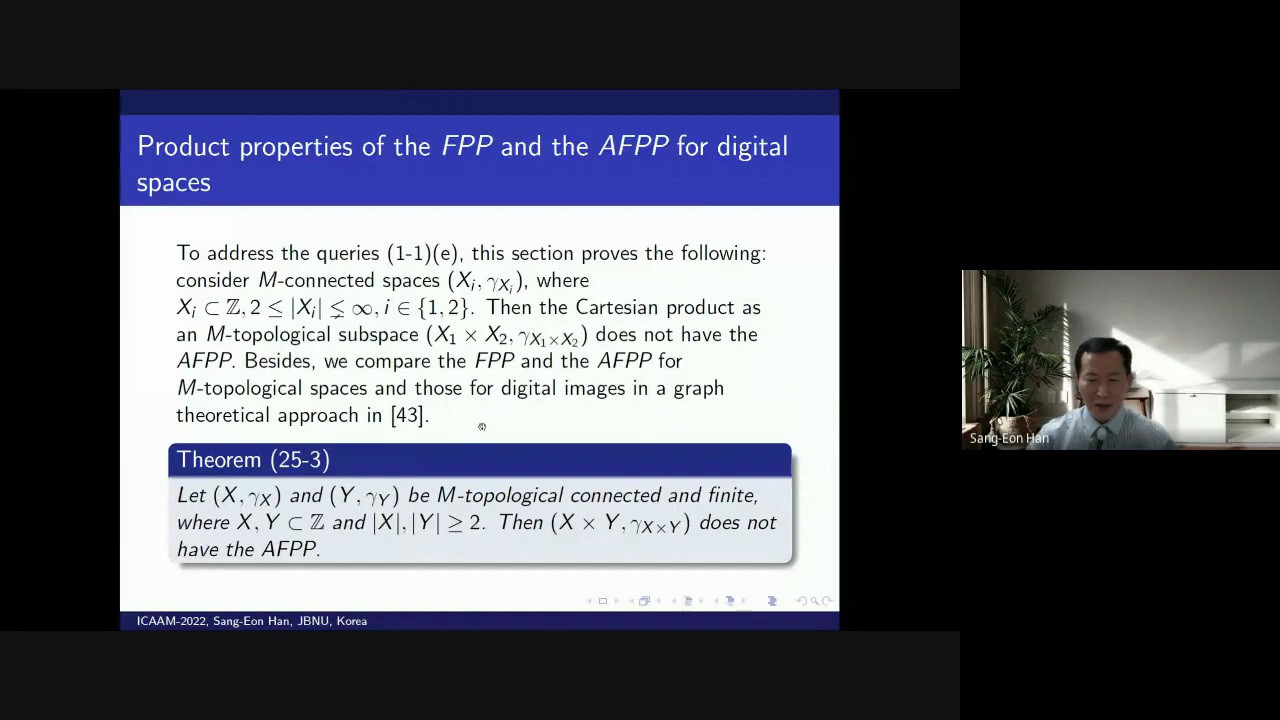 Product properties of the FPP and the AFPP for digital
spaces
To address the queries (1-1)(e), this section proves the following:
consider M-connected spaces (X_i, γ_{X_i}), where
X_i ⊂ ℤ, 2 ≤ |X_i| ≨ ∞, i ∈ {1, 2}. Then the Cartesian product as
an M-topological subspace (X_1 × X_2, γ_{X_1×X_2}) does not have the
AFPP. Besides, we compare the FPP and the AFPP for
M-topological spaces and those for digital images in a graph
theoretical approach in [43].
Theorem (25-3)
Let (X, γ_X) and (Y, γ_Y) be M-topological connected and finite,
where X, Y ⊂ ℤ and |X|, |Y| ≥ 2. Then (X × Y, γ_{X×Y}) does not
have the AFPP.
ICAAM-2022, Sang-Eon Han, JBNU, Korea
Sang-Eon Han